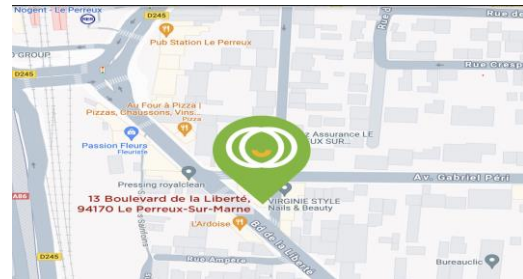 Nogent - Le Perreux
D245
Rue de
Pub Station Le Perreux
GROUP
D245
Rue Cresp
Au Four à Pizza |
Pizzas, Chaussons, Vins...
Pizza
Passion Fleurs
Fleuriste
Assurance LE
UX SUR...
Pressing royalclean
Av. Gabriel Péri
A86
13 Boulevard de la Liberté,
94170 Le Perreux-Sur-Marne
VIRGINIE STYLE
Nails & Beauty
L'Ardoise
Bd de la Liberté
D245
Rue Ampère
Bureauclic